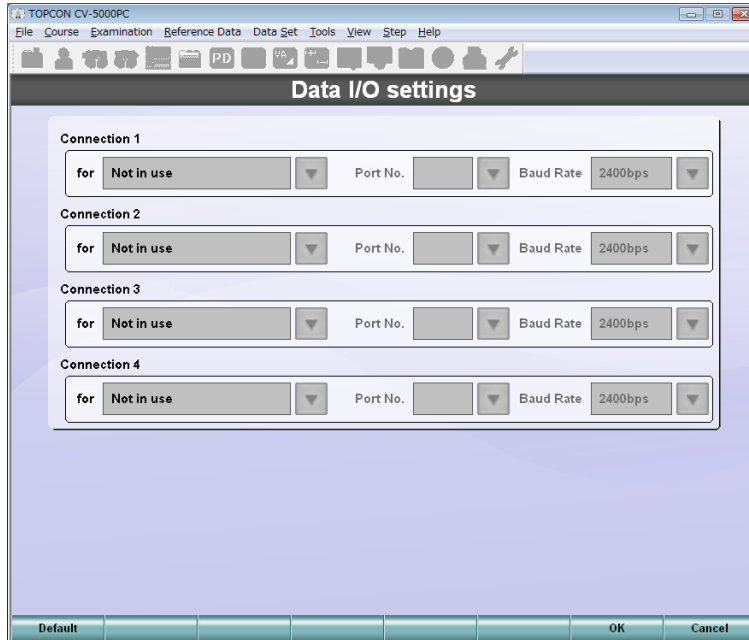 TOPCON CV-5000PC
File Course Examination Reference Data Data Set Tools View Step Help
PD VA +-
Data I/O settings
Connection 1
for Not in use Port No. Baud Rate 2400bps
Connection 2
for Not in use Port No. Baud Rate 2400bps
Connection 3
for Not in use Port No. Baud Rate 2400bps
Connection 4
for Not in use Port No. Baud Rate 2400bps
Default OK Cancel